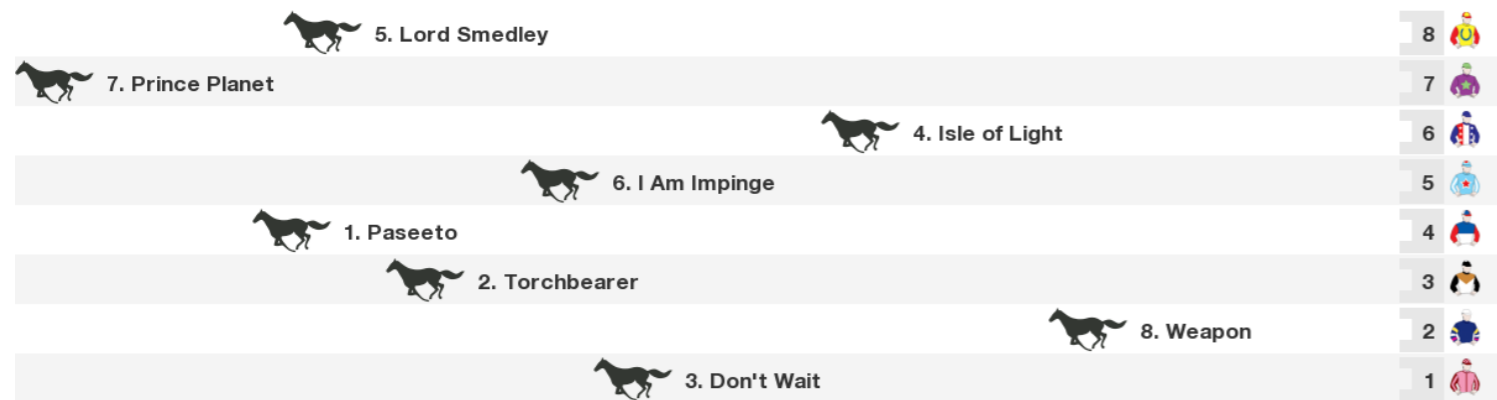 5. Lord Smedley 8
7. Prince Planet 7
4. Isle of Light 6
6. I Am Impinge 5
1. Paseeto 4
2. Torchbearer 3
8. Weapon 2
3. Don't Wait 1